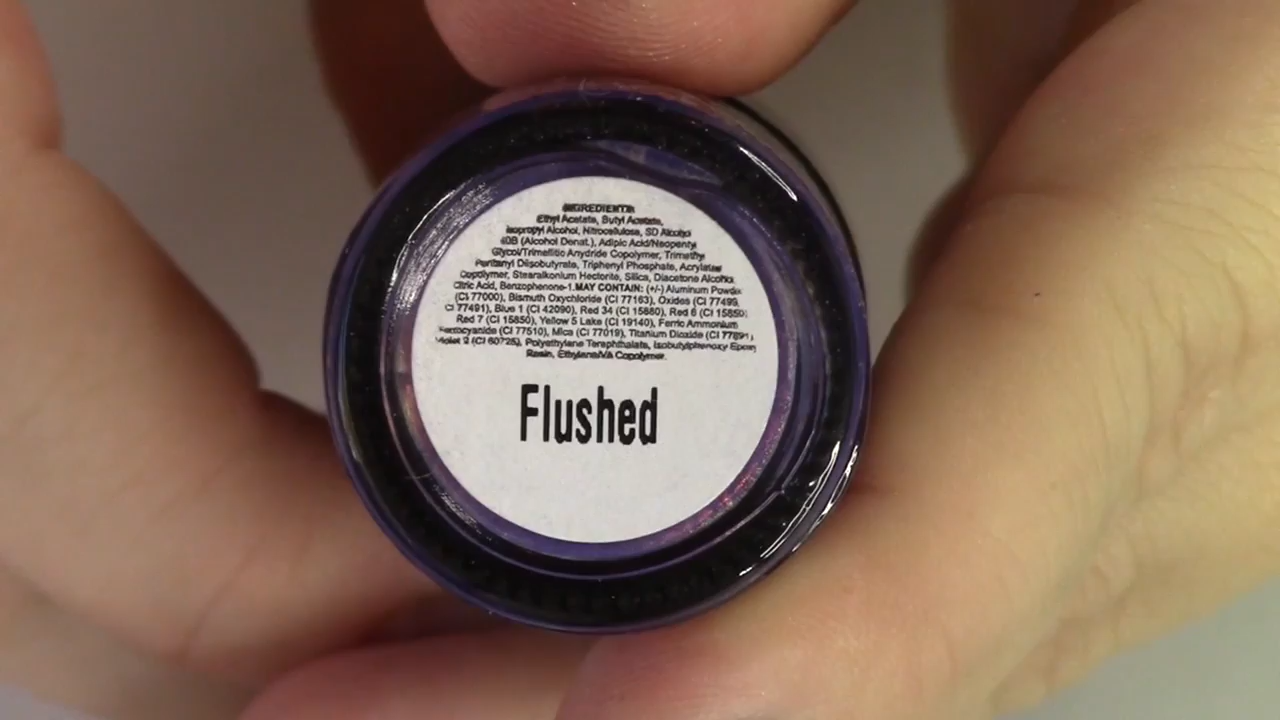 INGREDIENTS:
Ethyl Acetate, Butyl Acetate,
Isopropyl Alcohol, Nitrocellulose, SD Alcohol
40B (Alcohol Denat.), Adipic Acid/Neopentyl
Glycol/Trimellitic Anydride Copolymer, Trimethyl
Pentanyl Diisobutyrate, Triphenyl Phosphate, Acrylates
Copolymer, Stearalkonium Hectorite, Silica, Diacetone Alcohol,
Citric Acid, Benzophenone-1.MAY CONTAIN: (+/-) Aluminum Powder
(CI 77000), Bismuth Oxychloride (CI 77163), Oxides (CI 77499,
CI 77491), Blue 1 (CI 42090), Red 34 (CI 15880), Red 6 (CI 15850)
Red 7 (CI 15850), Yellow 5 Lake (CI 19140), Ferric Ammonium
Ferrocyanide (CI 77510), Mica (CI 77019), Titanium Dioxide (CI 77891)
Violet 2 (CI 60725), Polyethylene Teraphthalate, Isobutylphenoxy Epoxy
Resin, Ethylene/VA Copolymer.
Flushed